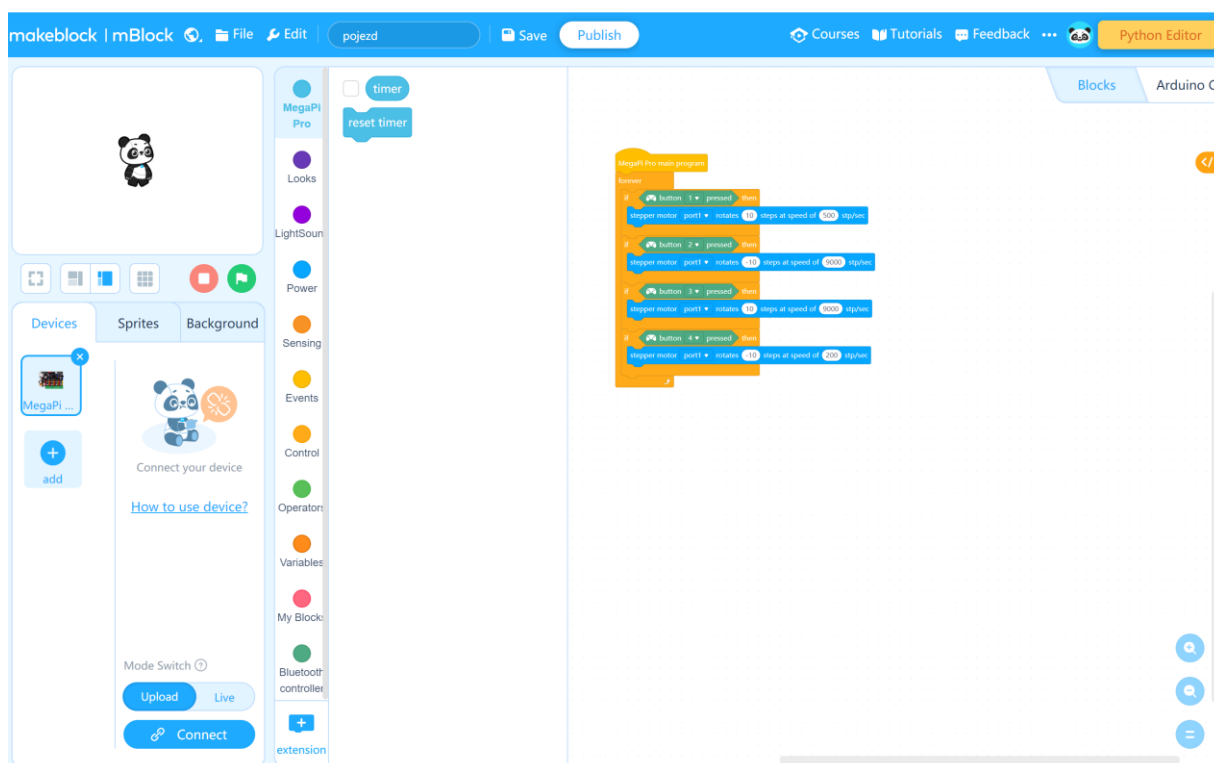 makeblock | mBlock File Edit pojezd Save Publish Courses Tutorials Feedback ••• Python Editor
Blocks Arduino C
timer
reset timer
MegaPi
Pro
Looks
LightSoun
Power
Sensing
Events
Control
Operators
Variables
My Blocks
Bluetooth
controller
extension
MegaPi Pro main program
forever
if button 1 pressed then
stepper motor port1 rotates 10 steps at speed of 500 stp/sec
if button 2 pressed then
stepper motor port1 rotates -10 steps at speed of 9000 stp/sec
if button 3 pressed then
stepper motor port1 rotates 10 steps at speed of 9000 stp/sec
if button 4 pressed then
stepper motor port1 rotates -10 steps at speed of 200 stp/sec
Devices Sprites Background
MegaPi ...
add
Connect your device
How to use device?
Mode Switch ?
Upload Live
Connect